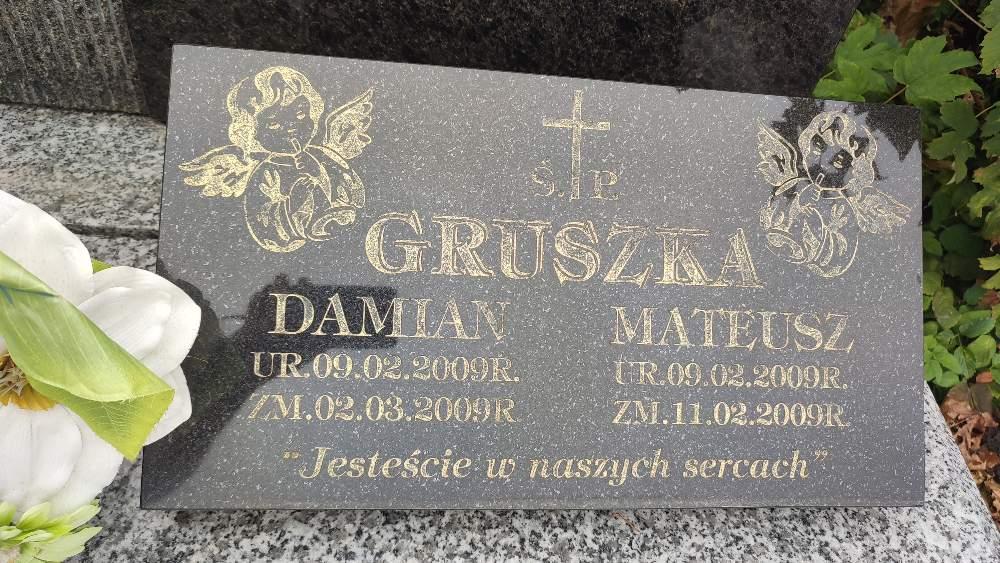 Ś. P.
GRUSZKA
DAMIAN MATEUSZ
UR.09.02.2009R. UR.09.02.2009R.
ZM.02.03.2009R ZM.11.02.2009R
"Jesteście w naszych sercach"